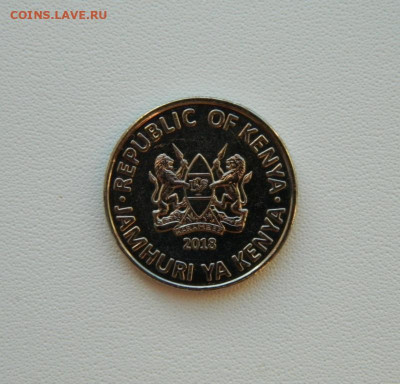 COINS.LAVE.RU
· REPUBLIC OF KENYA ·
HARAMBEE
2018
JAMHURI YA KENYA